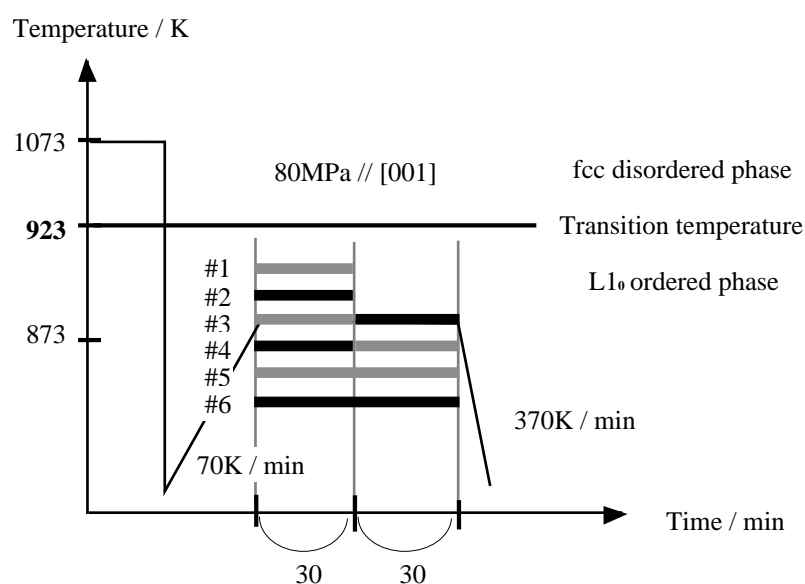 Temperature / K
1073
80MPa // [001]
fcc disordered phase
923
Transition temperature
#1
L1₀ ordered phase
#2
#3
873
#4
#5
#6
370K / min
70K / min
Time / min
30 30